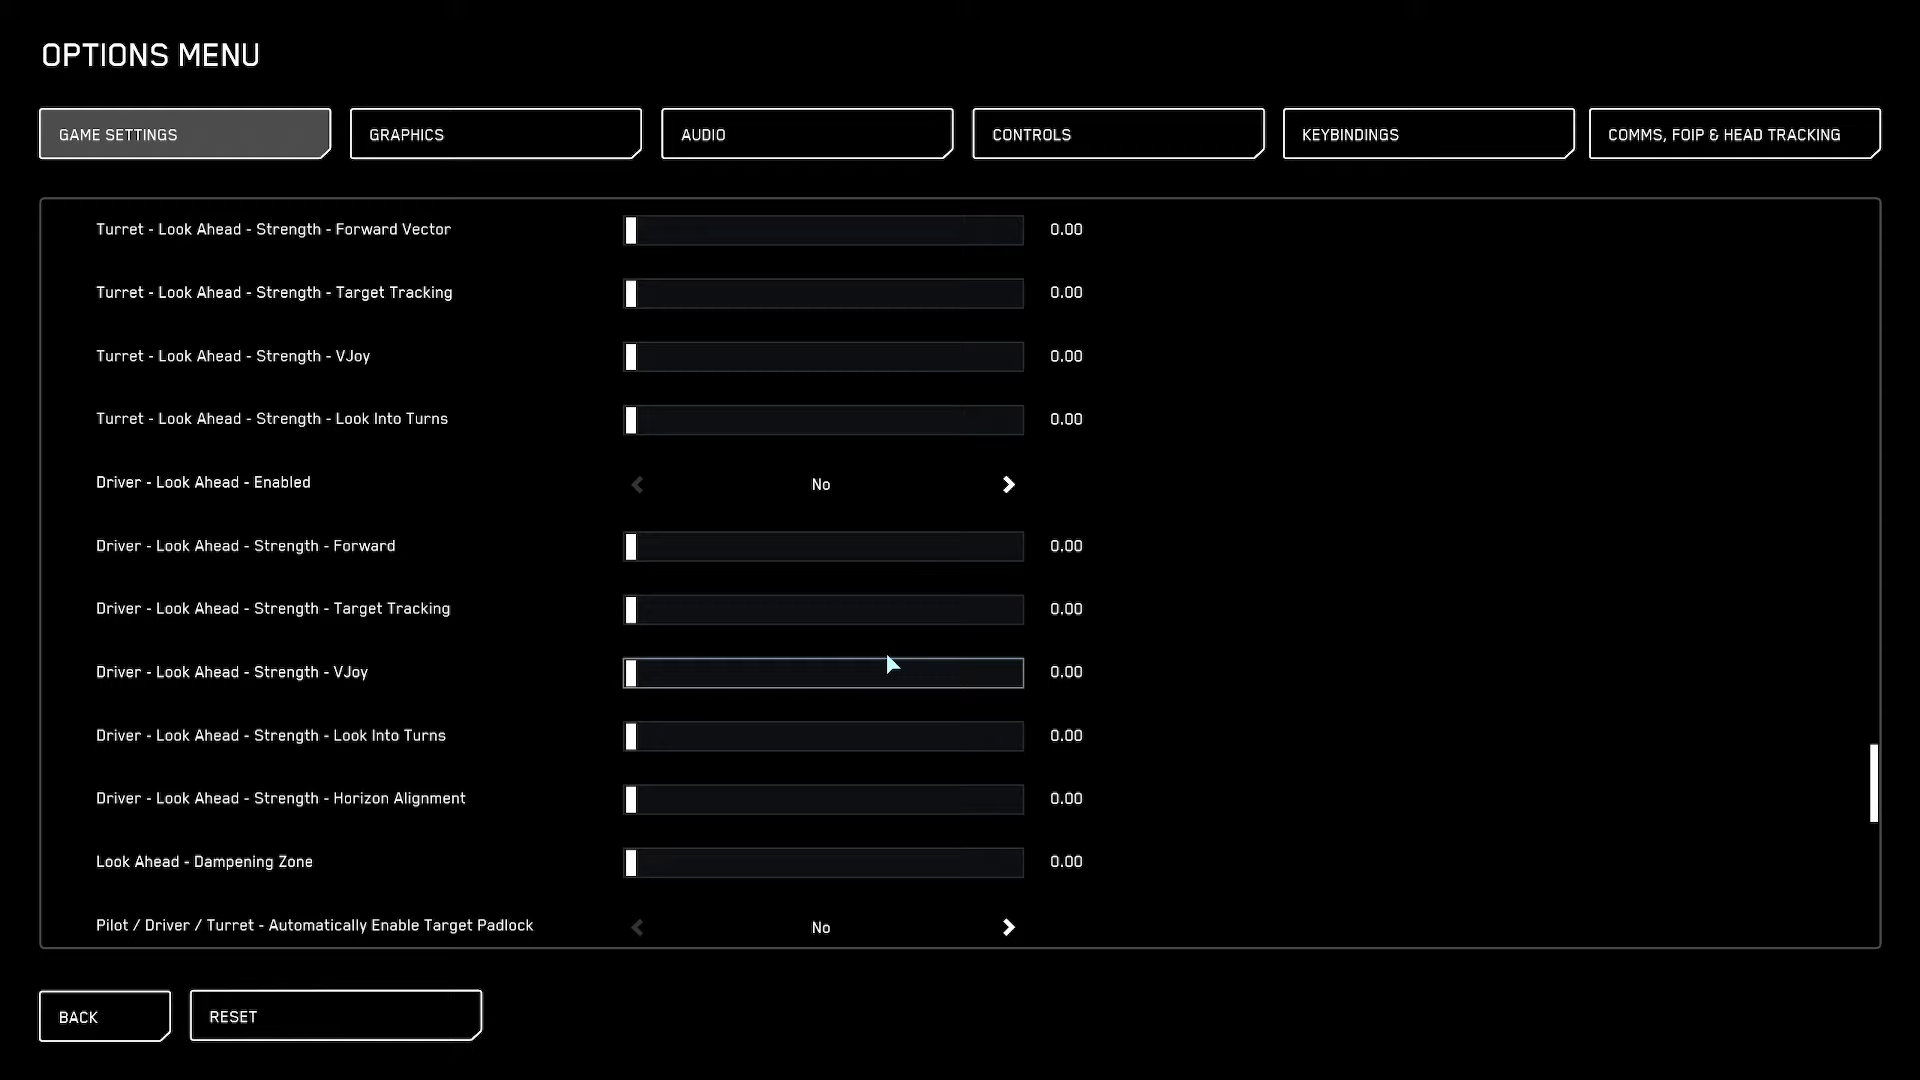 OPTIONS MENU
GAME SETTINGS
GRAPHICS
AUDIO
CONTROLS
KEYBINDINGS
COMMS, FOIP & HEAD TRACKING
Turret - Look Ahead - Strength - Forward Vector 0.00
Turret - Look Ahead - Strength - Target Tracking 0.00
Turret - Look Ahead - Strength - VJoy 0.00
Turret - Look Ahead - Strength - Look Into Turns 0.00
Driver - Look Ahead - Enabled No
Driver - Look Ahead - Strength - Forward 0.00
Driver - Look Ahead - Strength - Target Tracking 0.00
Driver - Look Ahead - Strength - VJoy 0.00
Driver - Look Ahead - Strength - Look Into Turns 0.00
Driver - Look Ahead - Strength - Horizon Alignment 0.00
Look Ahead - Dampening Zone 0.00
Pilot / Driver / Turret - Automatically Enable Target Padlock No
BACK
RESET